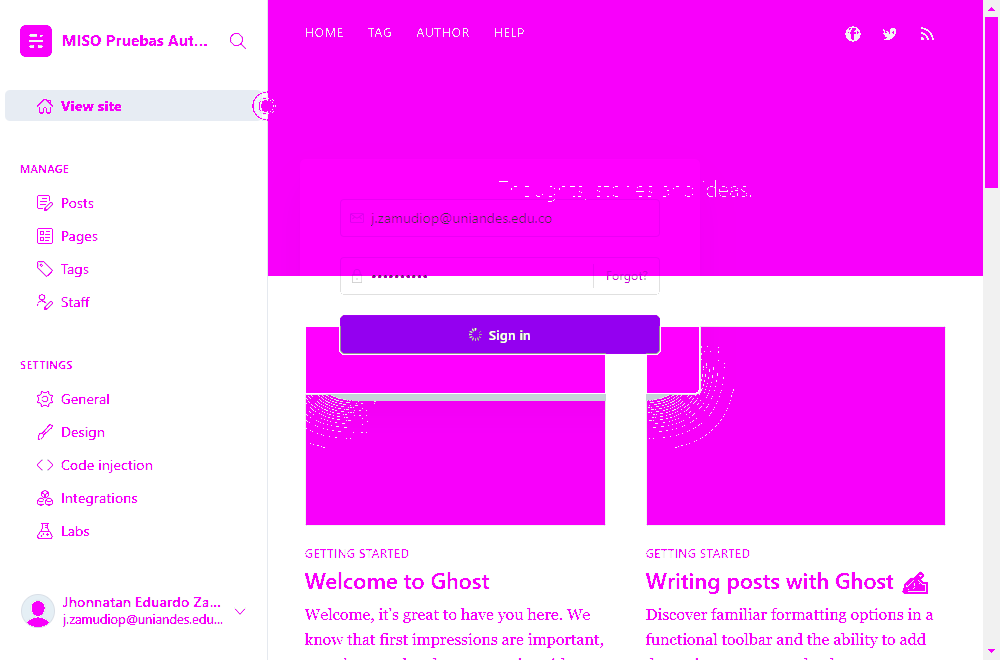 MISO Pruebas Aut...
View site
MANAGE
Posts
Pages
Tags
Staff
SETTINGS
General
Design
Code injection
Integrations
Labs
Jhonnatan Eduardo Za...
j.zamudiop@uniandes.edu...
HOME TAG AUTHOR HELP
Thoughts, stories and ideas.
j.zamudiop@uniandes.edu.co
Forgot?
Sign in
GETTING STARTED
Welcome to Ghost
Welcome, it's great to have you here. We
know that first impressions are important,
GETTING STARTED
Writing posts with Ghost ✍
Discover familiar formatting options in a
functional toolbar and the ability to add